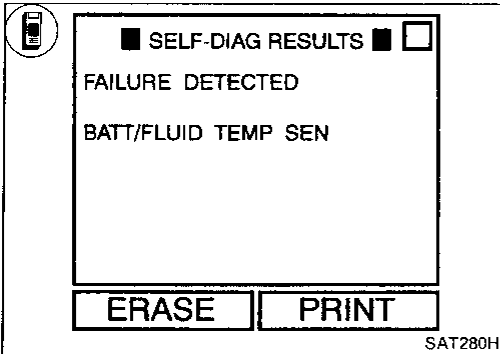 SELF-DIAG RESULTS
FAILURE DETECTED
BATT/FLUID TEMP SEN
ERASE PRINT
SAT280H